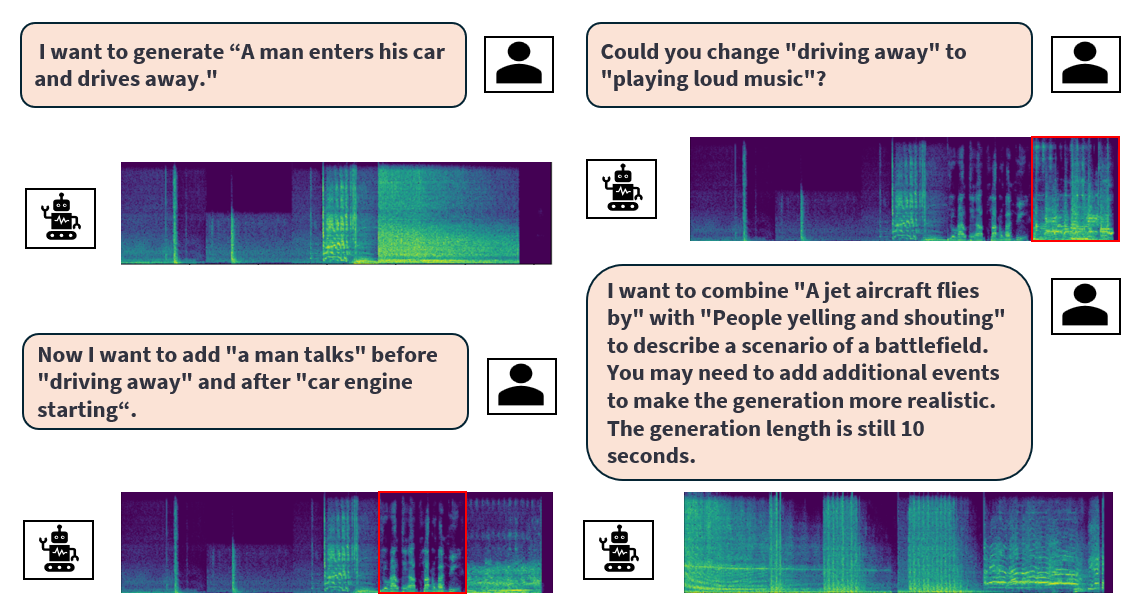 I want to generate “A man enters his car
and drives away."
Now I want to add "a man talks" before
"driving away" and after "car engine
starting“.
Could you change "driving away" to
"playing loud music"?
I want to combine "A jet aircraft flies
by" with "People yelling and shouting"
to describe a scenario of a battlefield.
You may need to add additional events
to make the generation more realistic.
The generation length is still 10
seconds.